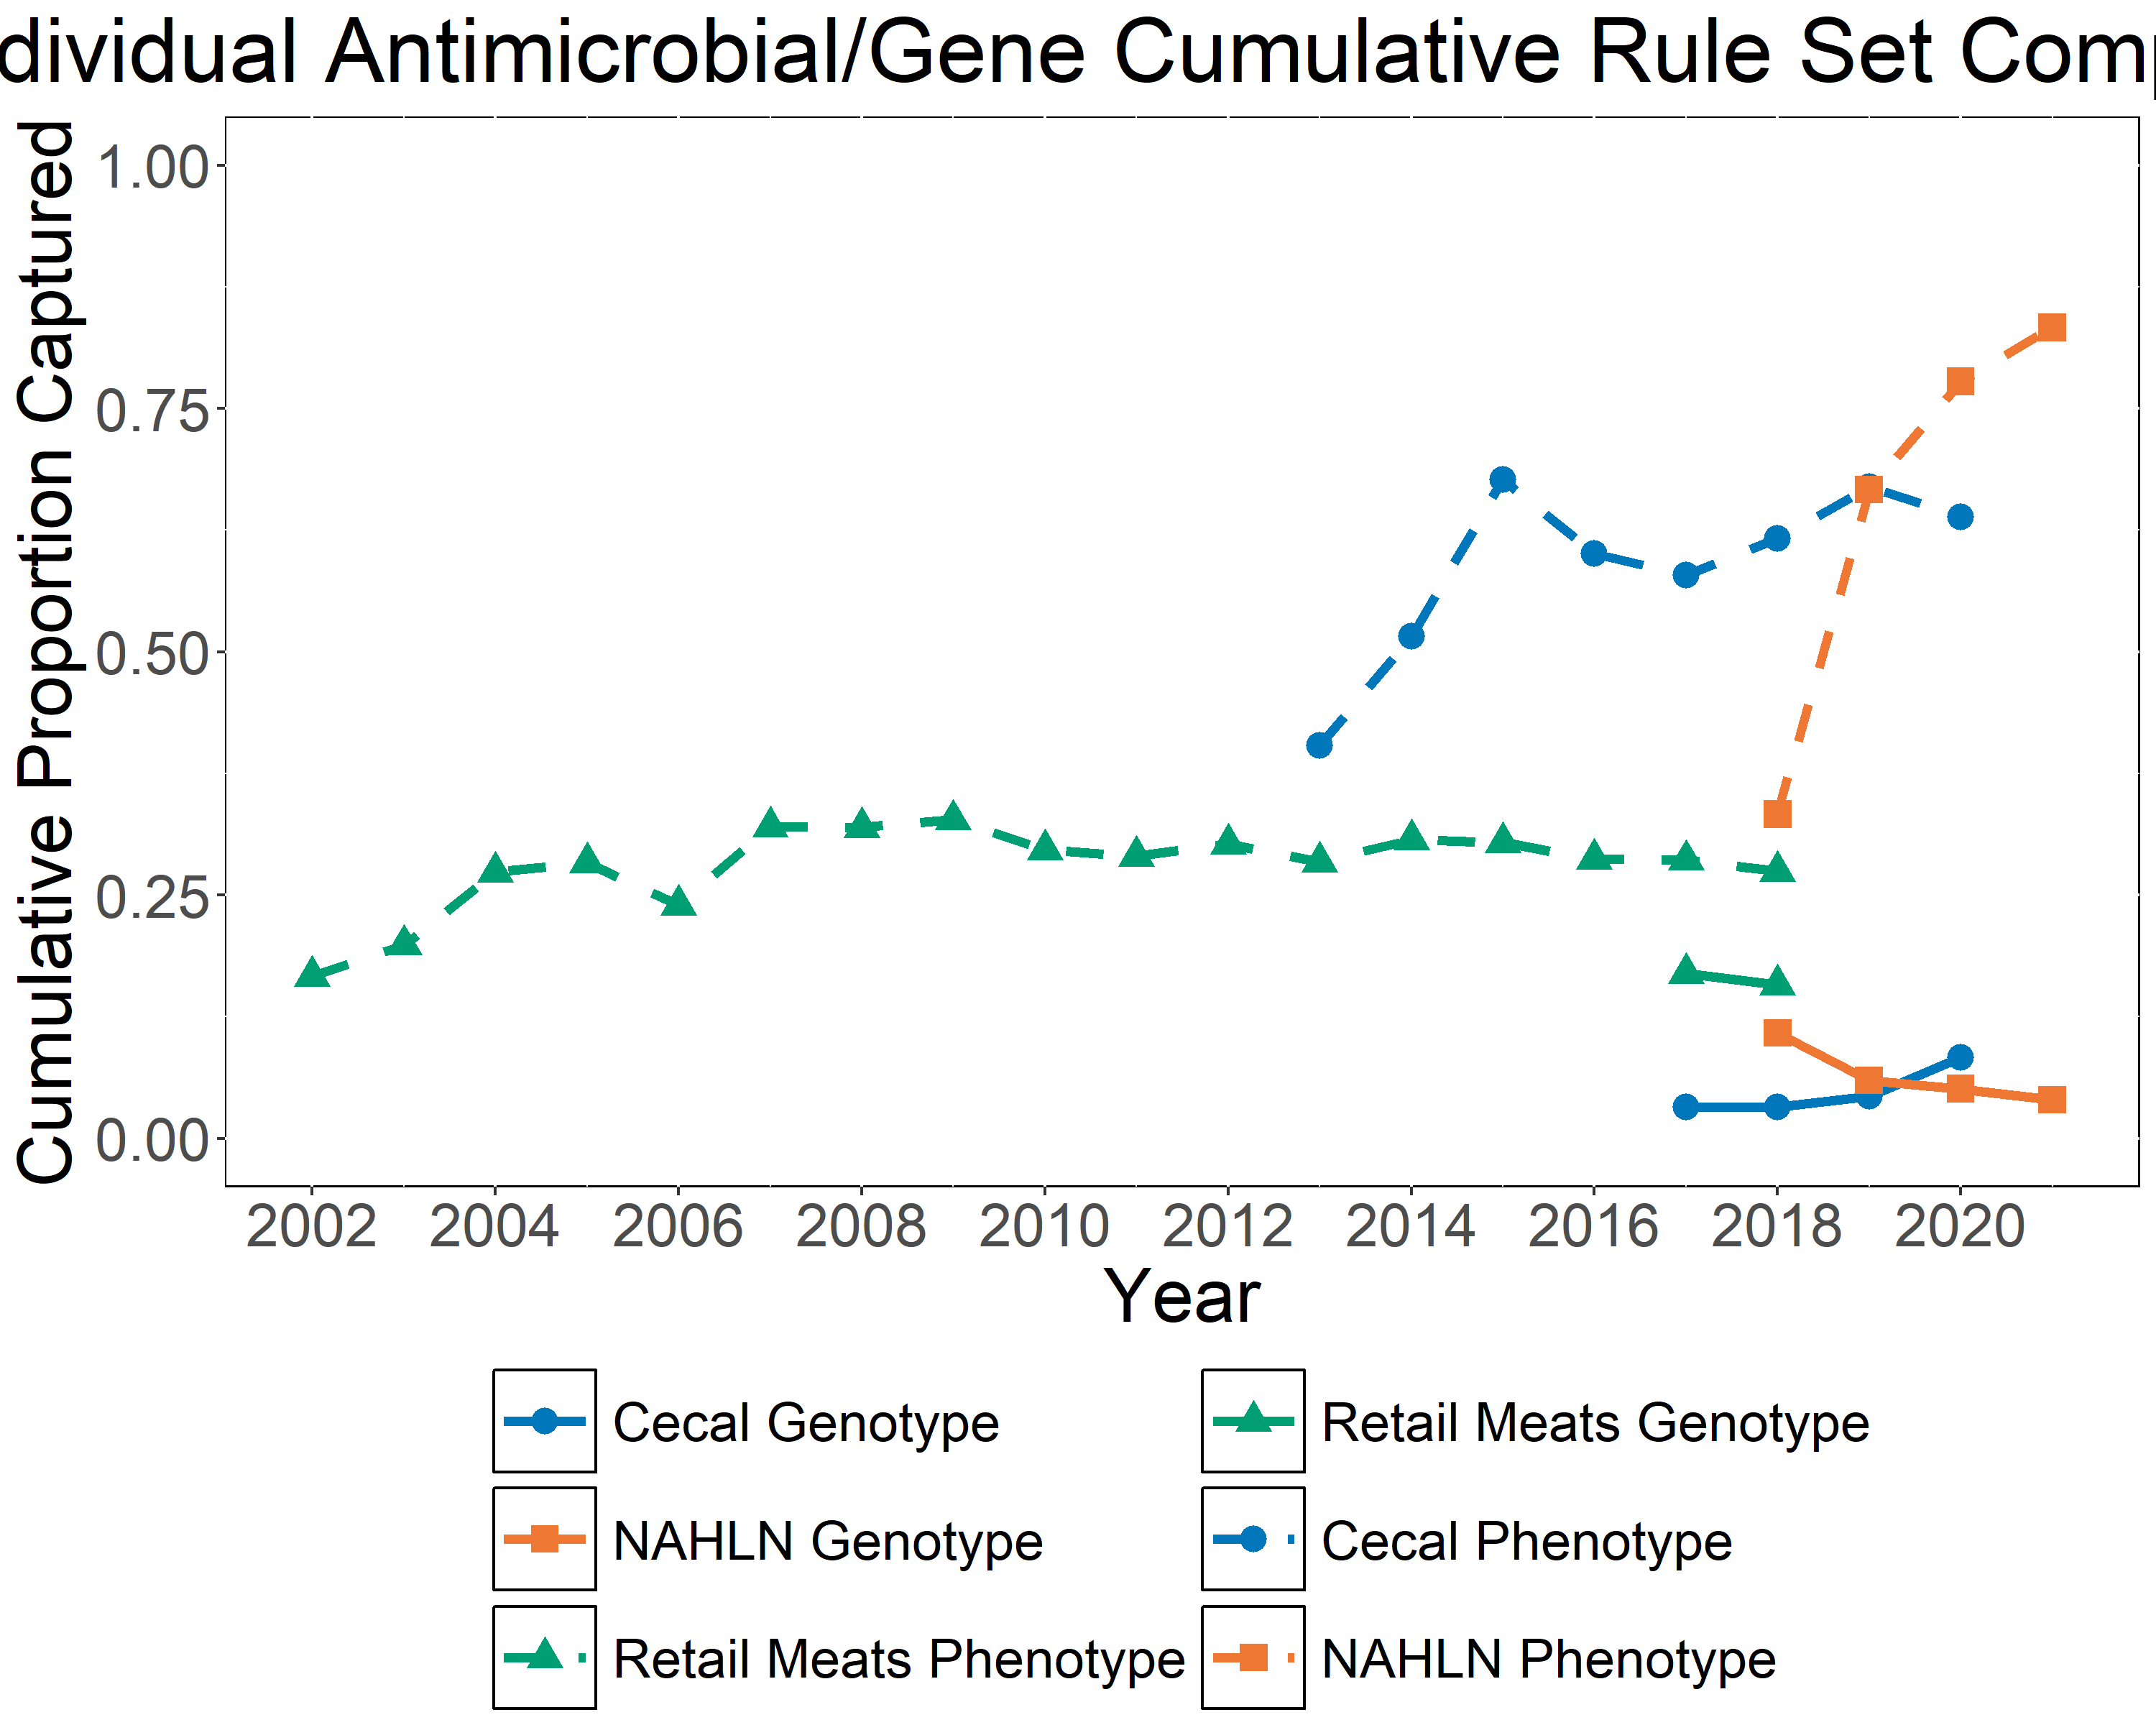 dividual Antimicrobial/Gene Cumulative Rule Set Comp
Cumulative Proportion Captured
1.00
0.75
0.50
0.25
0.00
2002 2004 2006 2008 2010 2012 2014 2016 2018 2020
Year
Cecal Genotype
Retail Meats Genotype
NAHLN Genotype
Cecal Phenotype
Retail Meats Phenotype
NAHLN Phenotype